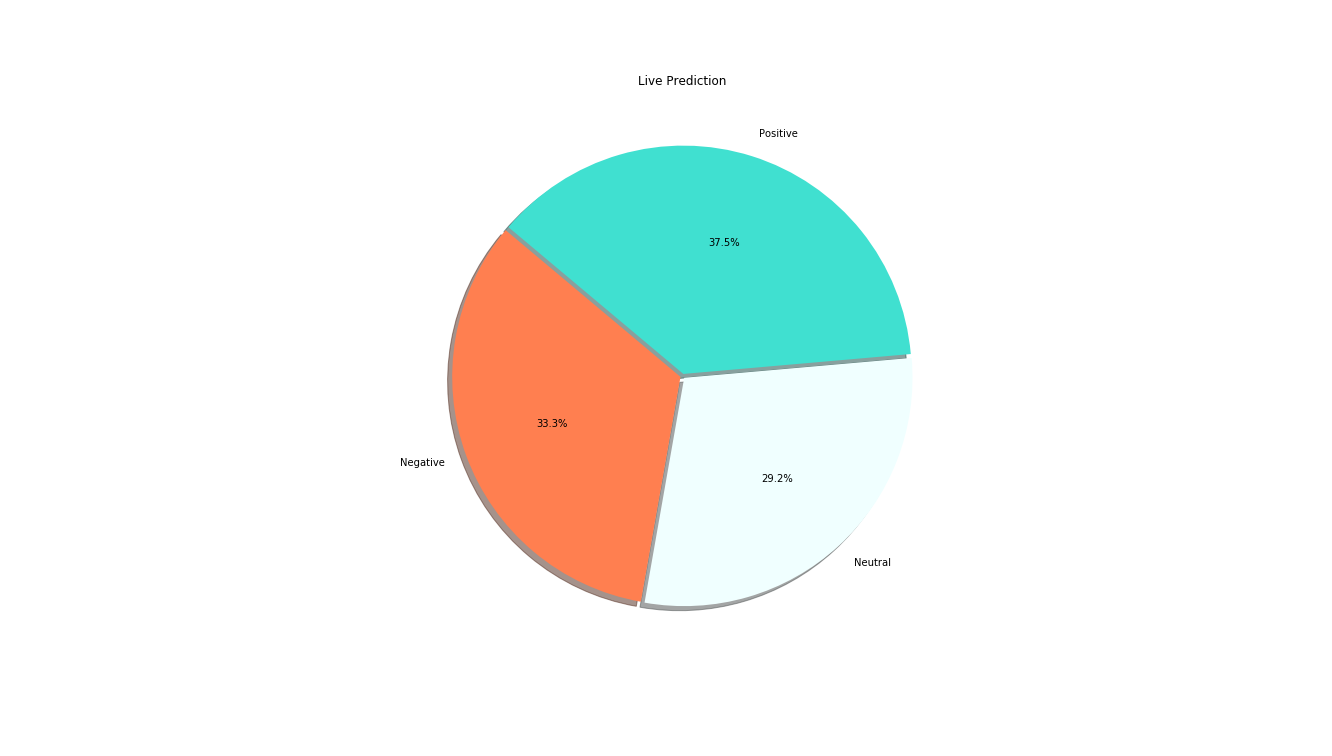 Live Prediction
Positive
37.5%
33.3%
Negative
29.2%
Neutral